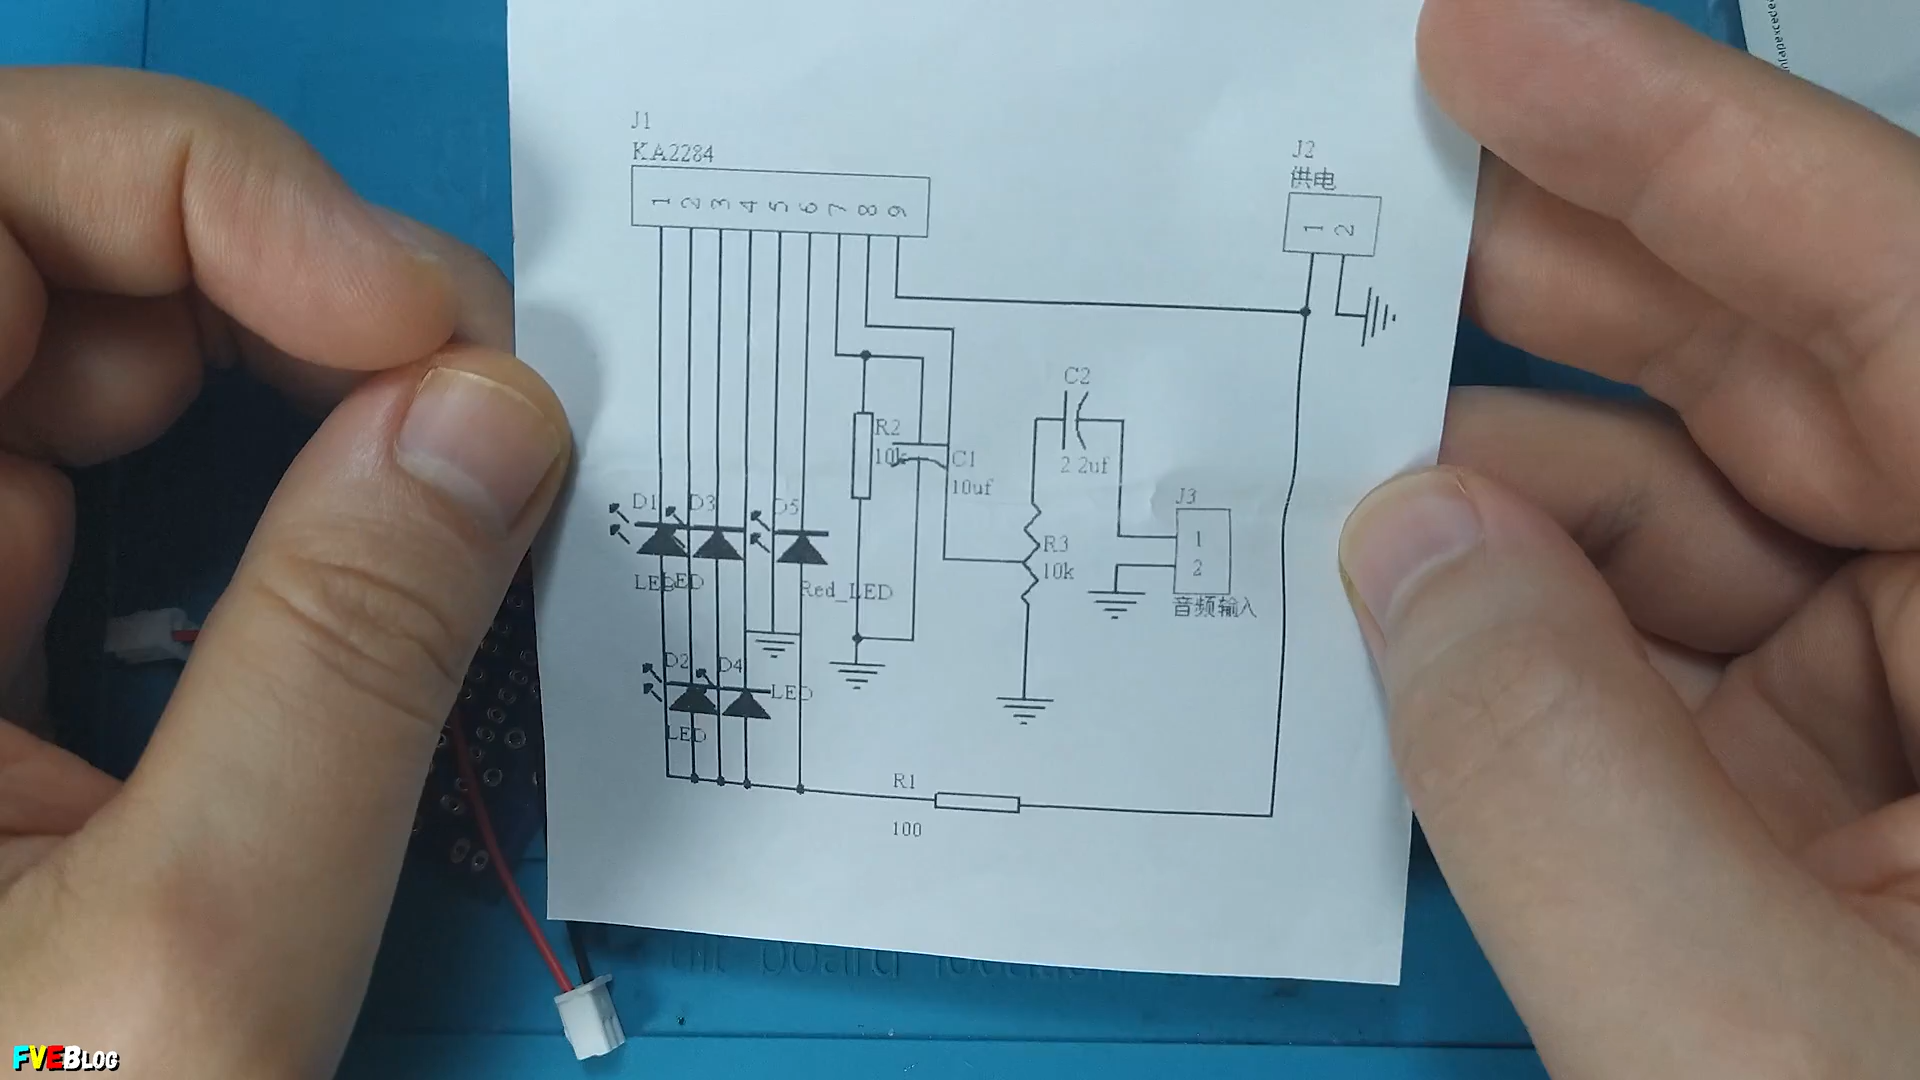 J1
KA2284
1 2 3 4 5 6 7 8 9
J2
供电
1 2
C2
2 2uf
R2
10k
C1
10uf
J3
1
2
音频输入
R3
10k
D1
D3
D5
LED
LED
Red_LED
D2
D4
LED
LED
R1
100
FVEBLOG